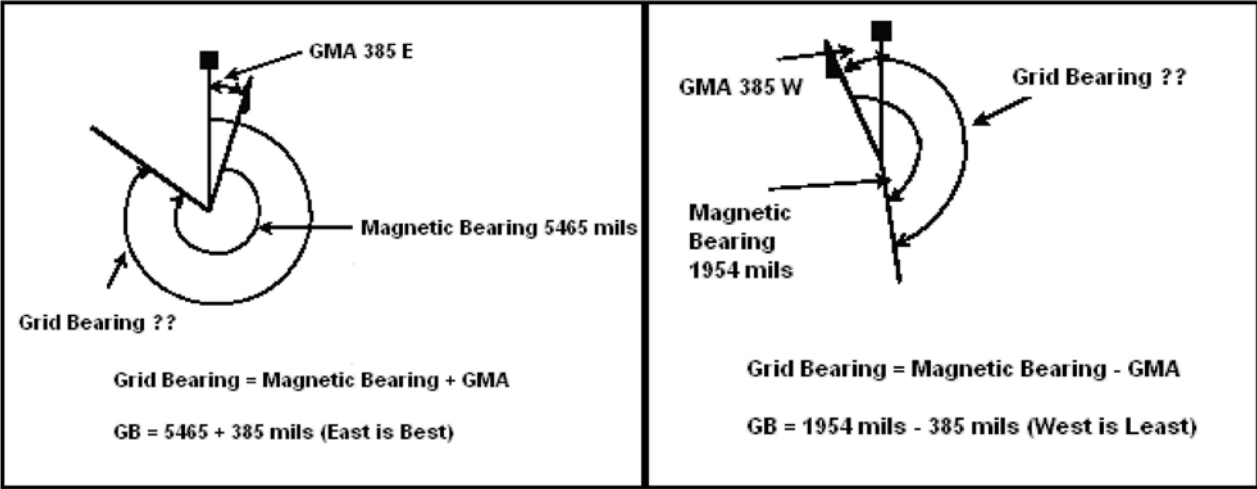 GMA 385 E
Magnetic Bearing 5465 mils
Grid Bearing ??
Grid Bearing = Magnetic Bearing + GMA
GB = 5465 + 385 mils (East is Best)
GMA 385 W
Grid Bearing ??
Magnetic
Bearing
1954 mils
Grid Bearing = Magnetic Bearing - GMA
GB = 1954 mils - 385 mils (West is Least)